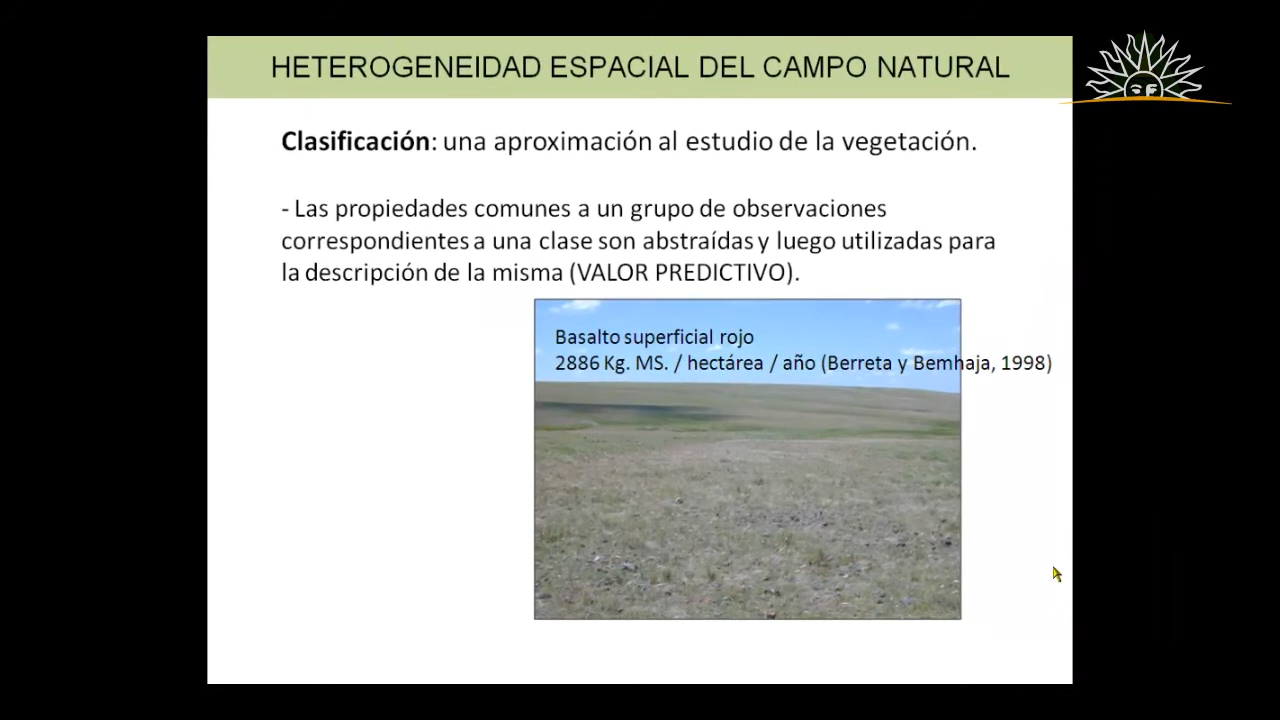 HETEROGENEIDAD ESPACIAL DEL CAMPO NATURAL
Clasificación: una aproximación al estudio de la vegetación.
- Las propiedades comunes a un grupo de observaciones
correspondientes a una clase son abstraídas y luego utilizadas para
la descripción de la misma (VALOR PREDICTIVO).
Basalto superficial rojo
2886 Kg. MS. / hectárea / año (Berreta y Bemhaja, 1998)